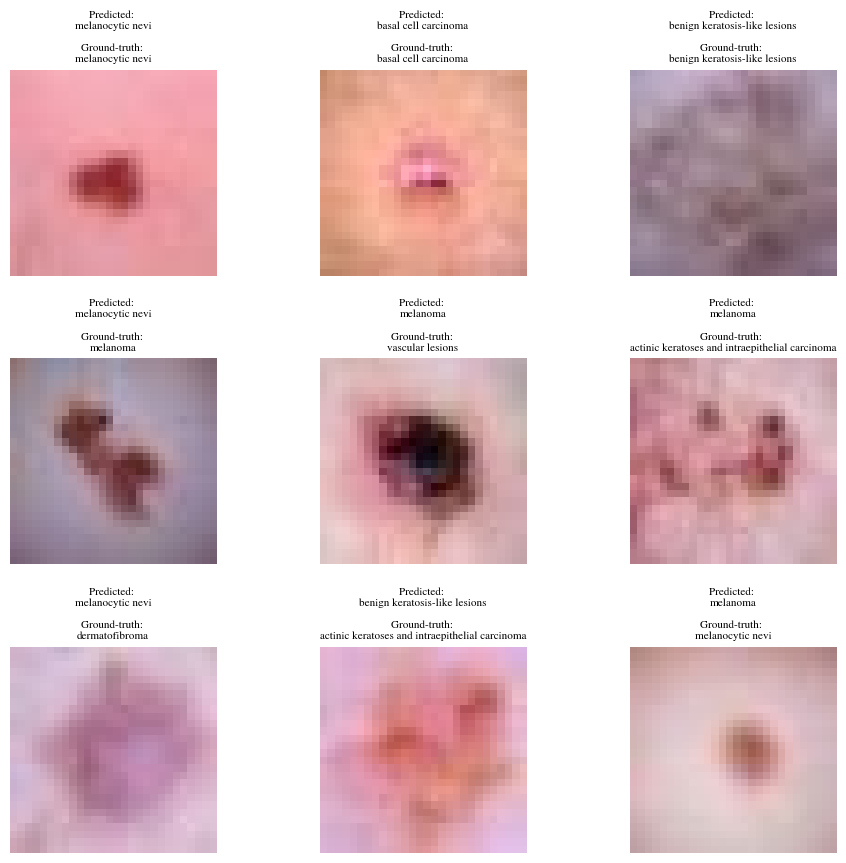 Predicted:
melanocytic nevi
Ground-truth:
melanocytic nevi
Predicted:
basal cell carcinoma
Ground-truth:
basal cell carcinoma
Predicted:
benign keratosis-like lesions
Ground-truth:
benign keratosis-like lesions
Predicted:
melanocytic nevi
Ground-truth:
melanoma
Predicted:
melanoma
Ground-truth:
vascular lesions
Predicted:
melanoma
Ground-truth:
actinic keratoses and intraepithelial carcinoma
Predicted:
melanocytic nevi
Ground-truth:
dermatofibroma
Predicted:
benign keratosis-like lesions
Ground-truth:
actinic keratoses and intraepithelial carcinoma
Predicted:
melanoma
Ground-truth:
melanocytic nevi